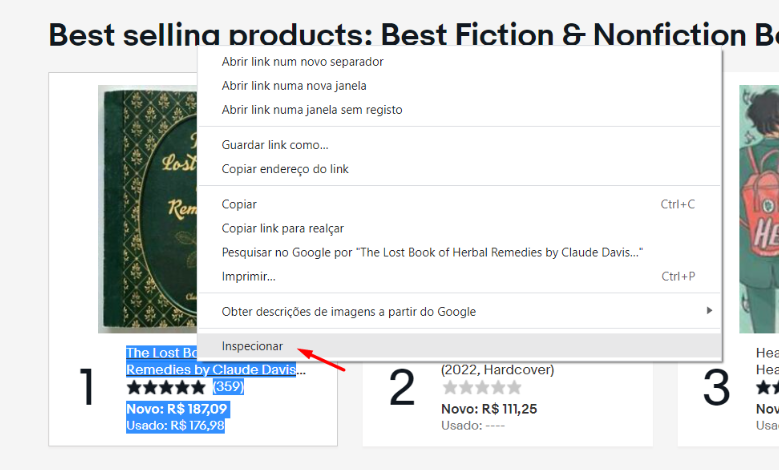 Best selling products: Best Fiction & Nonfiction B
Abrir link num novo separador
Abrir link numa nova janela
Abrir link numa janela sem registo
Guardar link como...
Copiar endereço do link
Copiar Ctrl+C
Copiar link para realçar
Pesquisar no Google por "The Lost Book of Herbal Remedies by Claude Davis..."
Imprimir... Ctrl+P
Obter descrições de imagens a partir do Google
Inspecionar
Lost
Rem
1
The Lost Bo
Remedies by Claude Davis...
(359)
Novo: R$ 187,09
Usado: R$ 176,98
2
(2022, Hardcover)
Novo: R$ 111,25
Usado: ----
HE
3
Hea
Hea
Nov
Usa